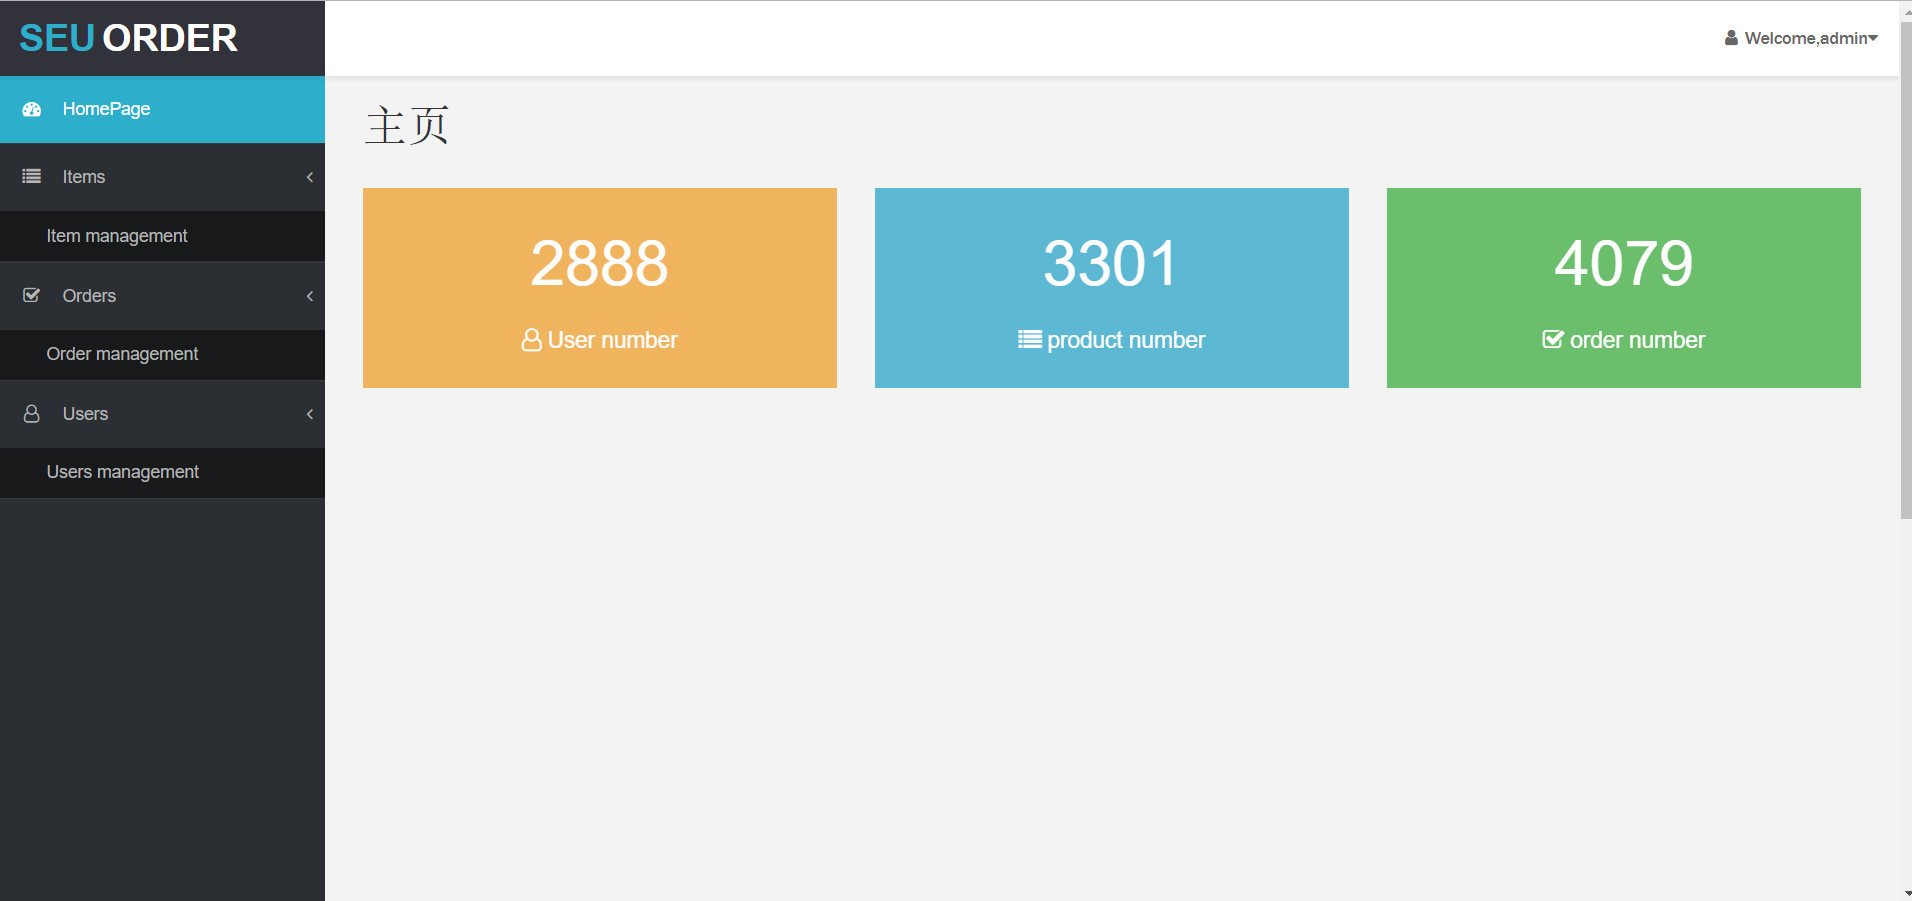 SEU ORDER
Welcome,admin
HomePage
Items
Item management
Orders
Order management
Users
Users management
主页
2888
User number
3301
product number
4079
order number